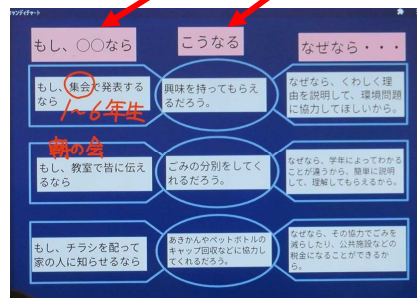 キャンディチャート
もし、○○なら
こうなる
なぜなら・・・
もし、集会で発表する
なら
1～6年生
興味を持ってもらえ
るだろう。
なぜなら、くわしく理
由を説明して、環境問題
に協力してほしいから。
朝の会
もし、教室で皆に伝え
るなら
ごみの分別をしてく
れるだろう。
なぜなら、学年によってわかる
ことが違うから、簡単に説明
して、理解してもらえるから。
もし、チラシを配って
家の人に知らせるなら
あきかんやペットボトルの
キャップ回収などに協力し
てくれるだろう。
なぜなら、その協力でごみを
減らしたり、公共施設などの
税金になることができるか
ら。